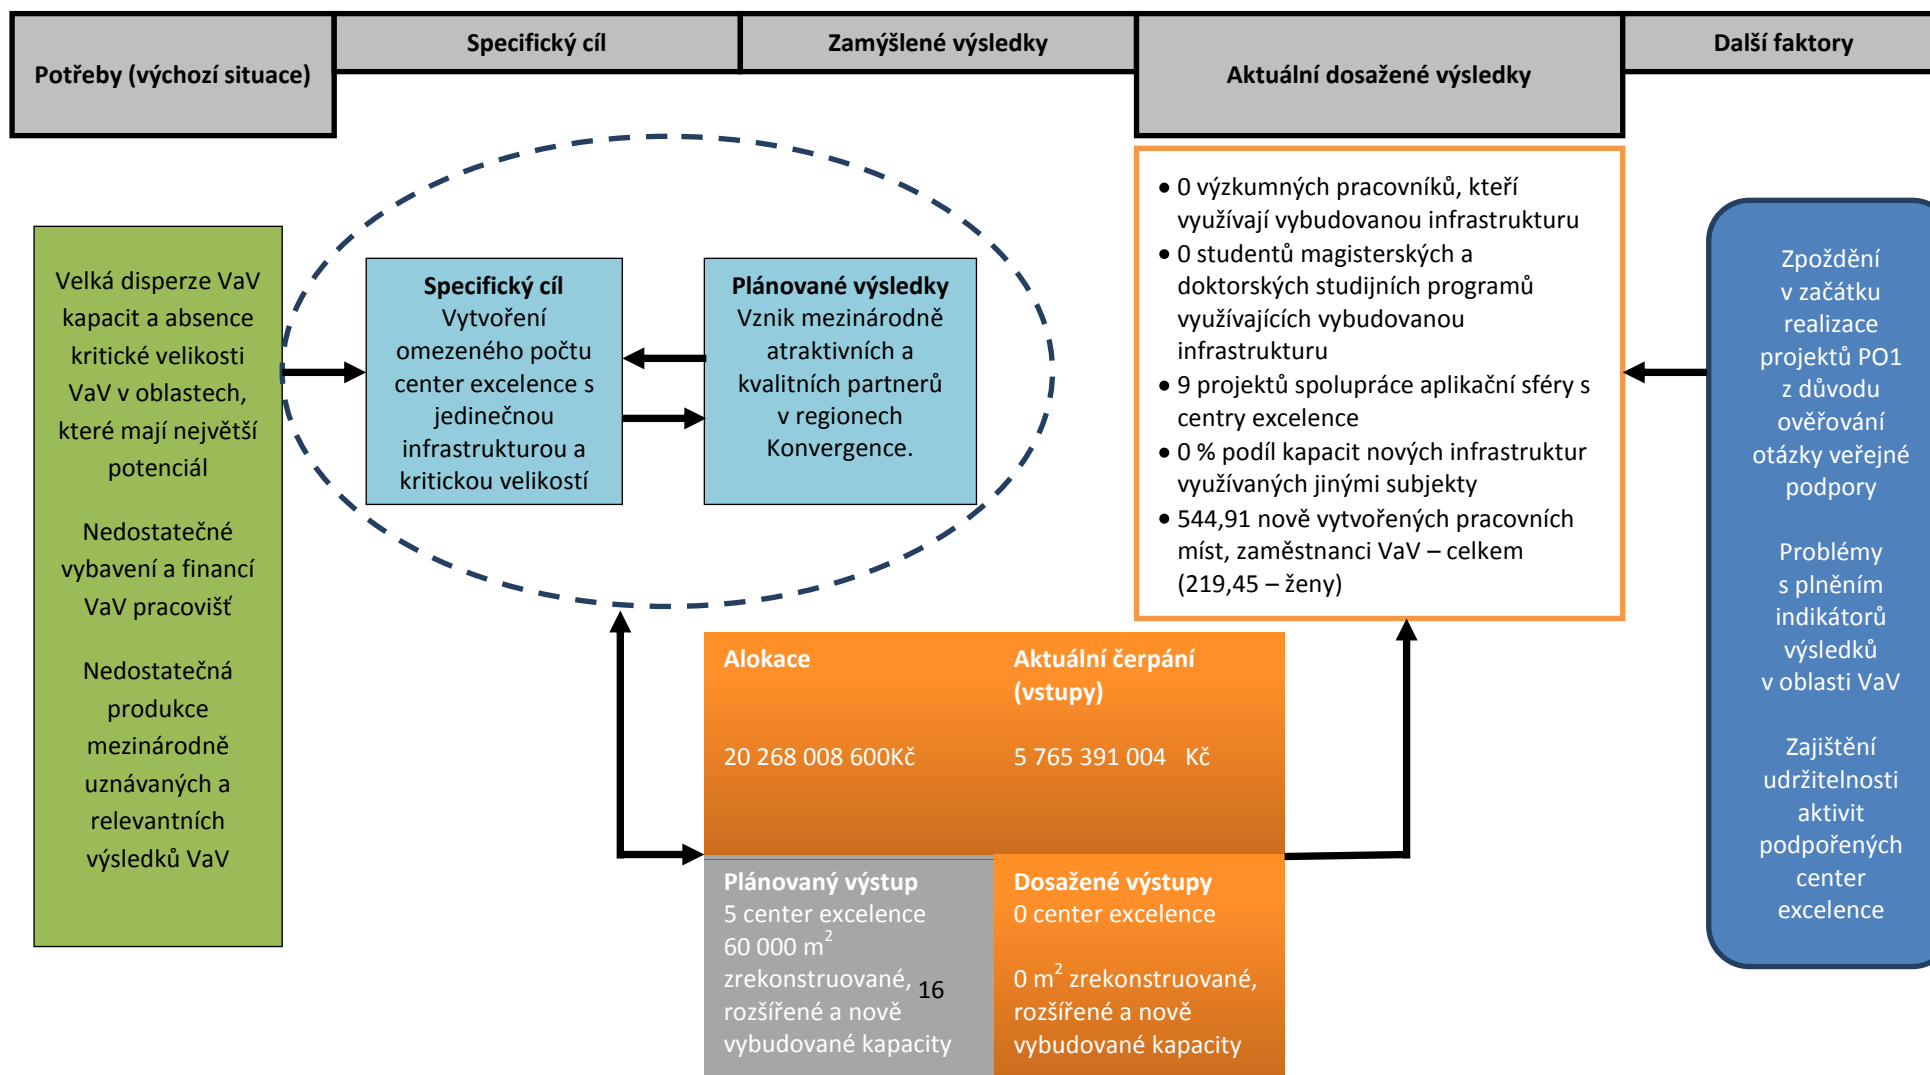 Potřeby (výchozí situace)
Specifický cíl
Zamýšlené výsledky
Aktuální dosažené výsledky
Další faktory
Velká disperze VaV
kapacit a absence
kritické velikosti
VaV v oblastech,
které mají největší
potenciál
Nedostatečné
vybavení a financí
VaV pracovišť
Nedostatečná
produkce
mezinárodně
uznávaných a
relevantních
výsledků VaV
Specifický cíl
Vytvoření
omezeného počtu
center excelence s
jedinečnou
infrastrukturou a
kritickou velikostí
Plánované výsledky
Vznik mezinárodně
atraktivních a
kvalitních partnerů
v regionech
Konvergence.
• 0 výzkumných pracovníků, kteří
využívají vybudovanou infrastrukturu
• 0 studentů magisterských a
doktorských studijních programů
využívajících vybudovanou
infrastrukturu
• 9 projektů spolupráce aplikační sféry s
centry excelence
• 0 % podíl kapacit nových infrastruktur
využívaných jinými subjekty
• 544,91 nově vytvořených pracovních
míst, zaměstnanci VaV – celkem
(219,45 – ženy)
Zpoždění
v začátku
realizace
projektů PO1
z důvodu
ověřování
otázky veřejné
podpory
Problémy
s plněním
indikátorů
výsledků
v oblasti VaV
Zajištění
udržitelnosti
aktivit
podpořených
center
excelence
Alokace
20 268 008 600Kč
Aktuální čerpání
(vstupy)
5 765 391 004 Kč
Plánovaný výstup
5 center excelence
60 000 m²
zrekonstruované,
rozšířené a nově
vybudované kapacity
Dosažené výstupy
0 center excelence
0 m² zrekonstruované,
rozšířené a nově
vybudované kapacity
16